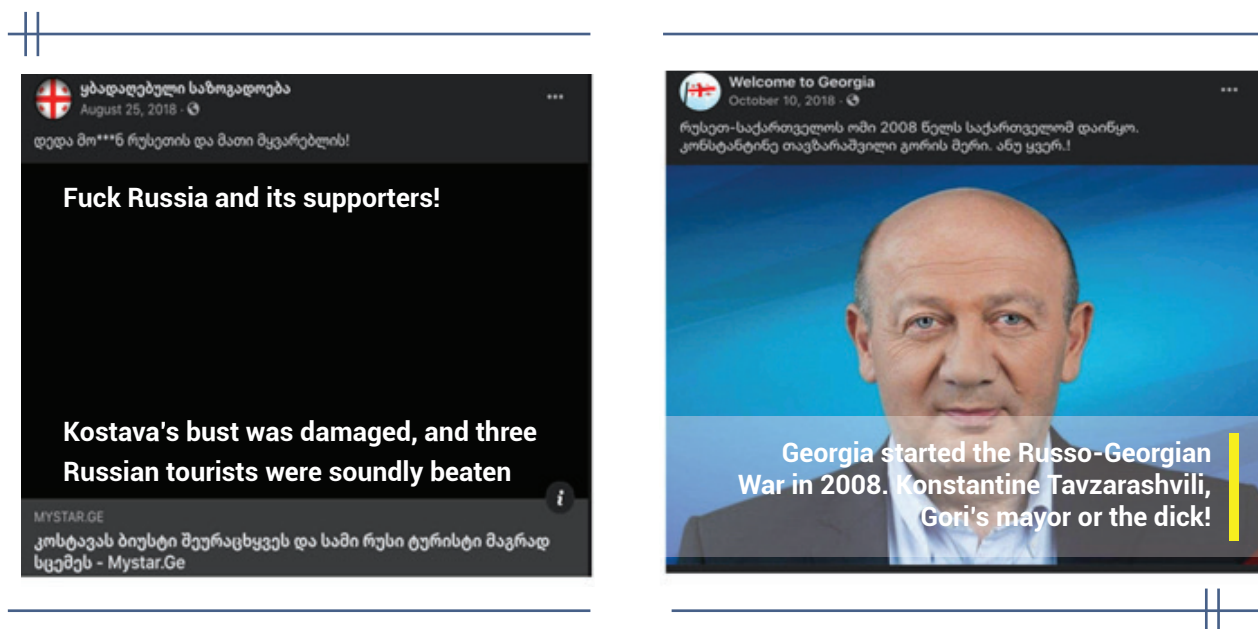 ყბადაღებული საზოგადოება
August 25, 2018 ·
დედა მო***ნ რუსეთის და მათი მყვარებლის!
Fuck Russia and its supporters!
Kostava's bust was damaged, and three
Russian tourists were soundly beaten
i
MYSTAR.GE
კოსტავას ბიუსტი შეურაცხყვეს და სამი რუსი ტურისტი მაგრად
სცემეს - Mystar.Ge
Welcome to Georgia
October 10, 2018 ·
რუსეთ-საქართველოს ომი 2008 წელს საქართველომ დაიწყო.
კონსტანტინე თავზარაშვილი გორის მერი. ანუ ყვერ.!
Georgia started the Russo-Georgian
War in 2008. Konstantine Tavzarashvili,
Gori's mayor or the dick!